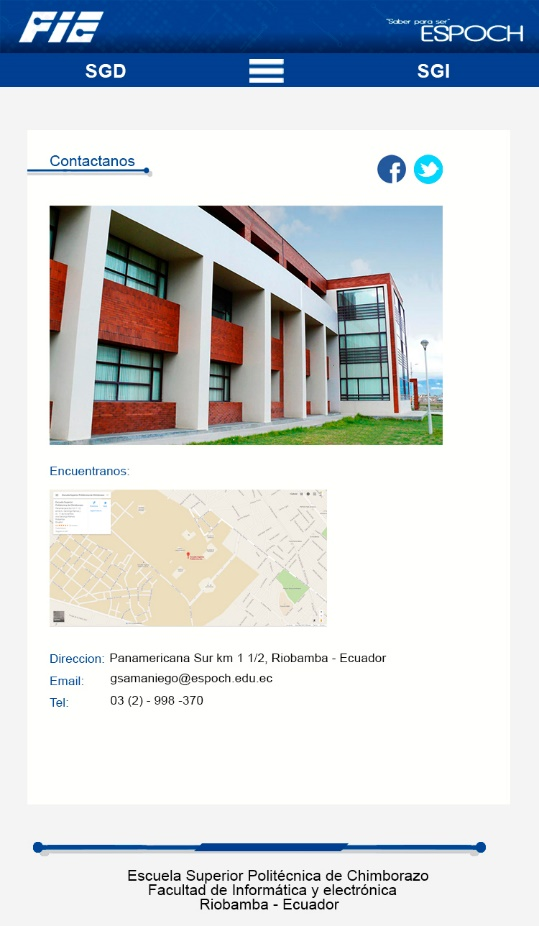 FIE
"Saber para ser"
ESPOCH
SGD
SGI
Contactanos
Encuentranos:
Direccion: Panamericana Sur km 1 1/2, Riobamba - Ecuador
Email: gsamaniego@espoch.edu.ec
Tel: 03 (2) - 998 -370
Escuela Superior Politécnica de Chimborazo
Facultad de Informática y electrónica
Riobamba - Ecuador